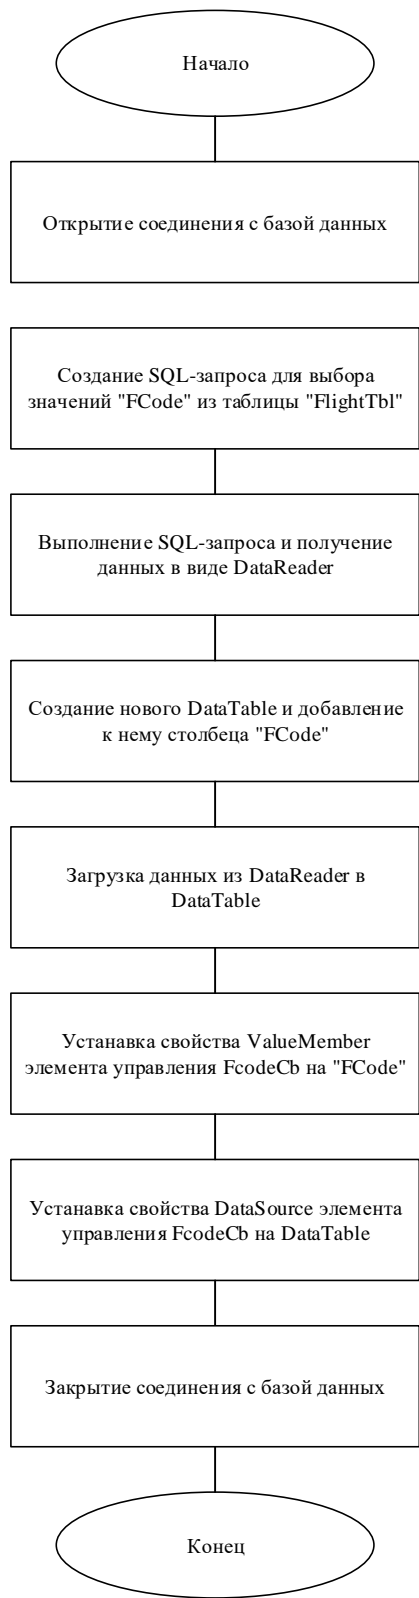 Начало
Открытие соединения с базой данных
Создание SQL-запроса для выбора
значений "FCode" из таблицы "FlightTbl"
Выполнение SQL-запроса и получение
данных в виде DataReader
Создание нового DataTable и добавление
к нему столбеца "FCode"
Загрузка данных из DataReader в
DataTable
Устанавка свойства ValueMember
элемента управления FcodeCb на "FCode"
Устанавка свойства DataSource элемента
управления FcodeCb на DataTable
Закрытие соединения с базой данных
Конец